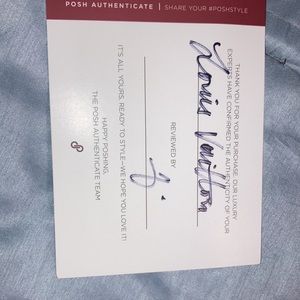 POSH AUTHENTICATE | SHARE YOUR #POSHSTYLE
THANK YOU FOR YOUR PURCHASE. OUR LUXURY
EXPERTS HAVE CONFIRMED THE AUTHENTICITY OF YOUR
Louis Vuitton
REVIEWED BY
IT'S ALL YOURS, READY TO STYLE—WE HOPE YOU LOVE IT!
HAPPY POSHING,
THE POSH AUTHENTICATE TEAM